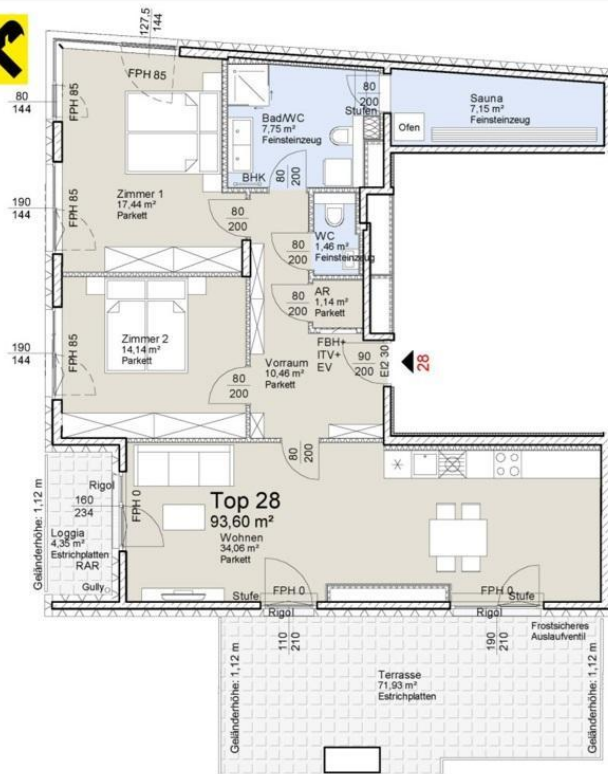 127,5
144
FPH 85
80
144
FPH 85
80
200
Stufen
Sauna
7,15 m²
Feinsteinzeug
Ofen
Bad/WC
7,75 m²
Feinsteinzeug
BHK
80
200
Zimmer 1
17,44 m²
Parkett
190
144
FPH 85
80
200
WC
1,46 m²
Feinsteinzeug
80
200
AR
1,14 m²
Parkett
80
200
Zimmer 2
14,14 m²
Parkett
190
144
FPH 85
Vorraum
10,46 m²
Parkett
FBH+
ITV+
EV
90
200
EI2 30
28
80
200
80
200
Geländerhöhe: 1,12 m
Rigol
160
234
FPH 0
Loggia
4,35 m²
Estrichplatten
RAR
Gully
Top 28
93,60 m²
Wohnen
34,06 m²
Parkett
Stufe
FPH 0
Rigol
110
210
FPH 0
Stufe
Rigol
190
210
Frostsicheres
Auslaufventil
Geländerhöhe: 1,12 m
Terrasse
71,93 m²
Estrichplatten
Geländerhöhe: 1,12 m